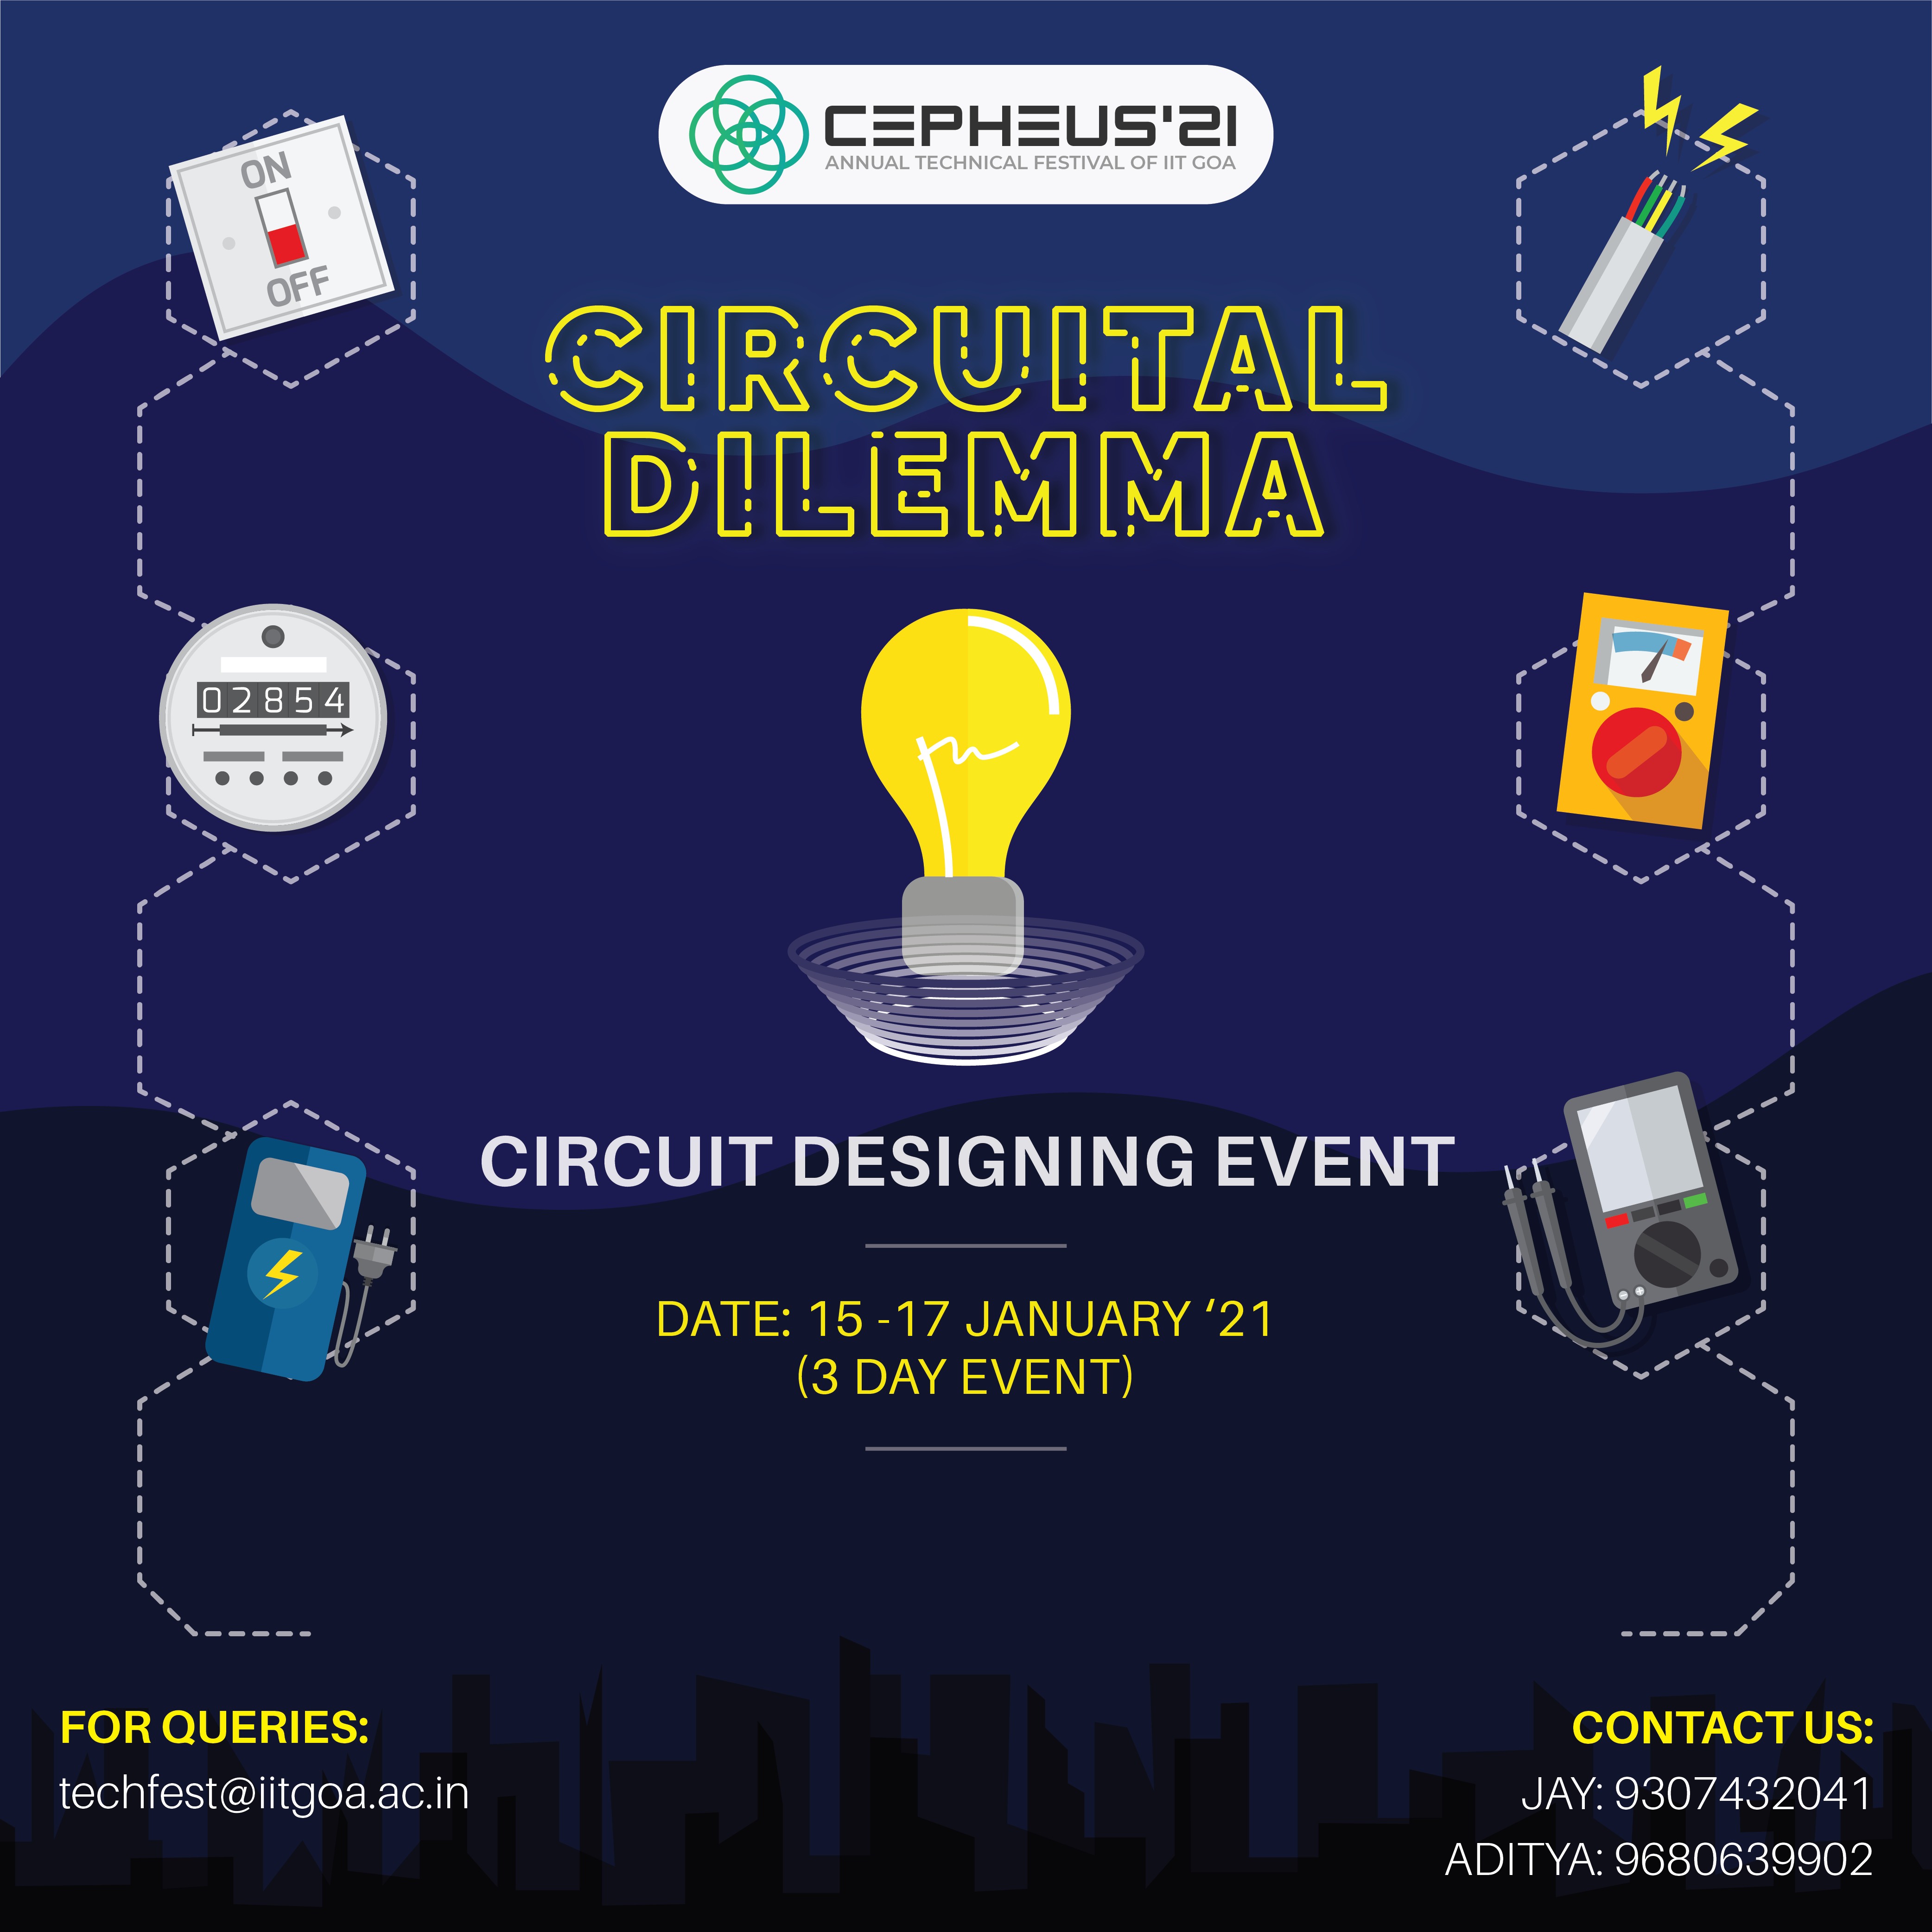 CEPHEUS'21
ANNUAL TECHNICAL FESTIVAL OF IIT GOA
ON
OFF
CIRCUITAL
DILEMMA
02854
CIRCUIT DESIGNING EVENT
DATE: 15 -17 JANUARY ‘21
(3 DAY EVENT)
FOR QUERIES:
techfest@iitgoa.ac.in
CONTACT US:
JAY: 9307432041
ADITYA: 9680639902